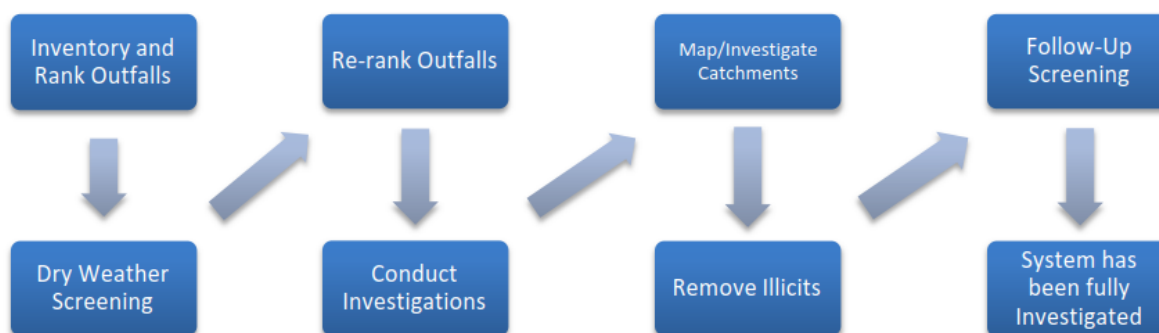 Inventory and
Rank Outfalls
Dry Weather
Screening
Re-rank Outfalls
Conduct
Investigations
Map/Investigate
Catchments
Remove Illicits
Follow-Up
Screening
System has
been fully
Investigated